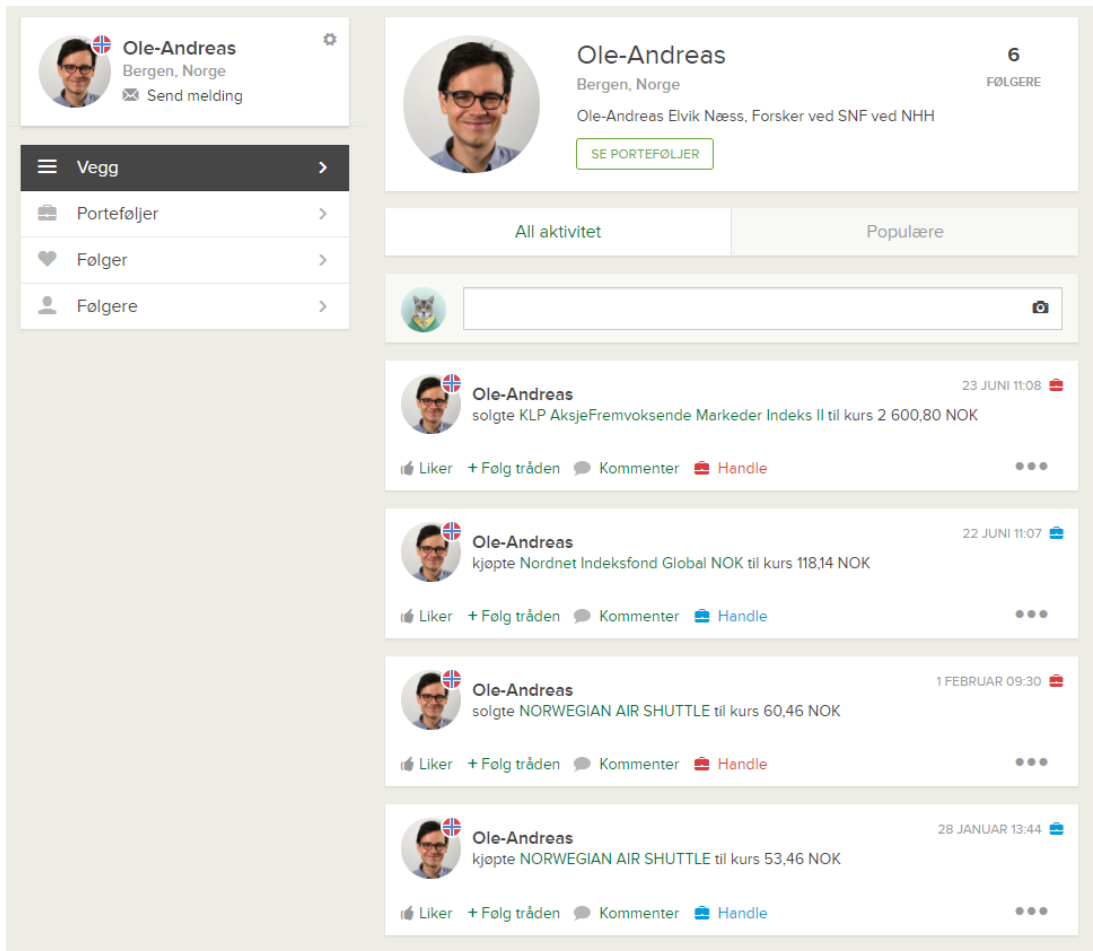 Ole-Andreas
Bergen, Norge
Send melding
Vegg
Porteføljer
Følger
Følgere
Ole-Andreas
Bergen, Norge
Ole-Andreas Elvik Næss, Forsker ved SNF ved NHH
SE PORTEFØLJER
6
FØLGERE
All aktivitet
Populære
Ole-Andreas
23 JUNI 11:08
solgte KLP AksjeFremvoksende Markeder Indeks II til kurs 2 600,80 NOK
Liker + Følg tråden Kommenter Handle
Ole-Andreas
22 JUNI 11:07
kjøpte Nordnet Indeksfond Global NOK til kurs 118,14 NOK
Liker + Følg tråden Kommenter Handle
Ole-Andreas
1 FEBRUAR 09:30
solgte NORWEGIAN AIR SHUTTLE til kurs 60,46 NOK
Liker + Følg tråden Kommenter Handle
Ole-Andreas
28 JANUAR 13:44
kjøpte NORWEGIAN AIR SHUTTLE til kurs 53,46 NOK
Liker + Følg tråden Kommenter Handle